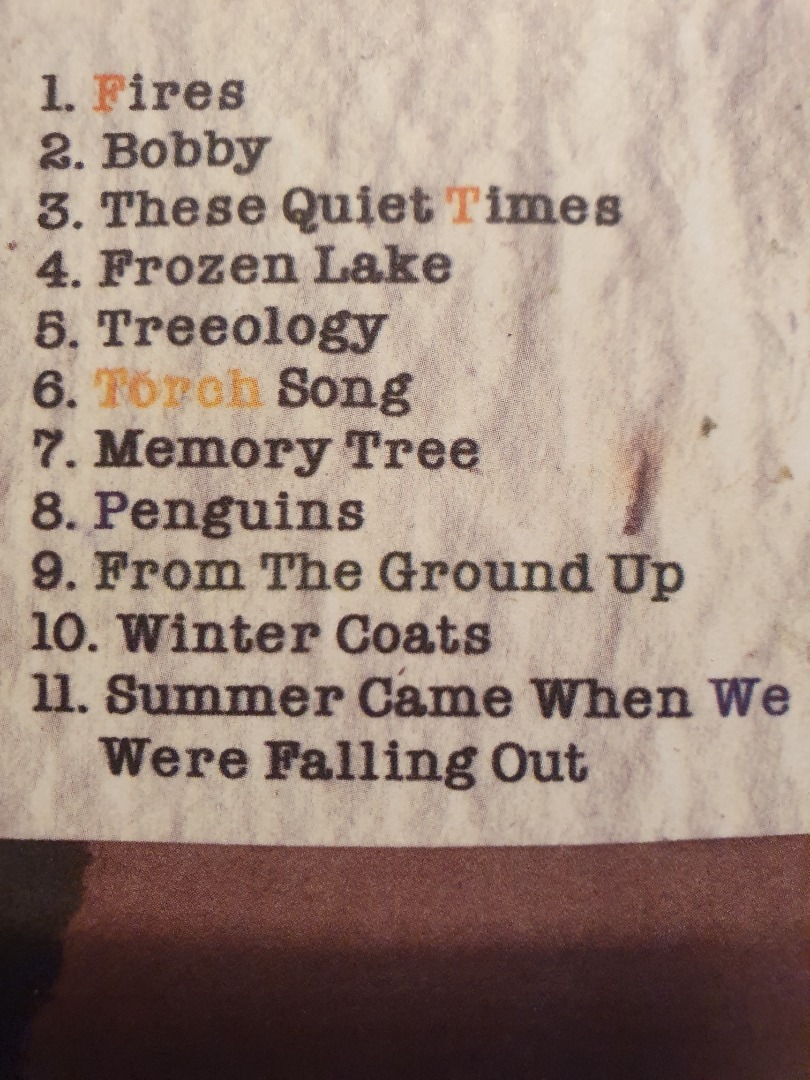 1. Fires
2. Bobby
3. These Quiet Times
4. Frozen Lake
5. Treeology
6. Torch Song
7. Memory Tree
8. Penguins
9. From The Ground Up
10. Winter Coats
11. Summer Came When We
Were Falling Out